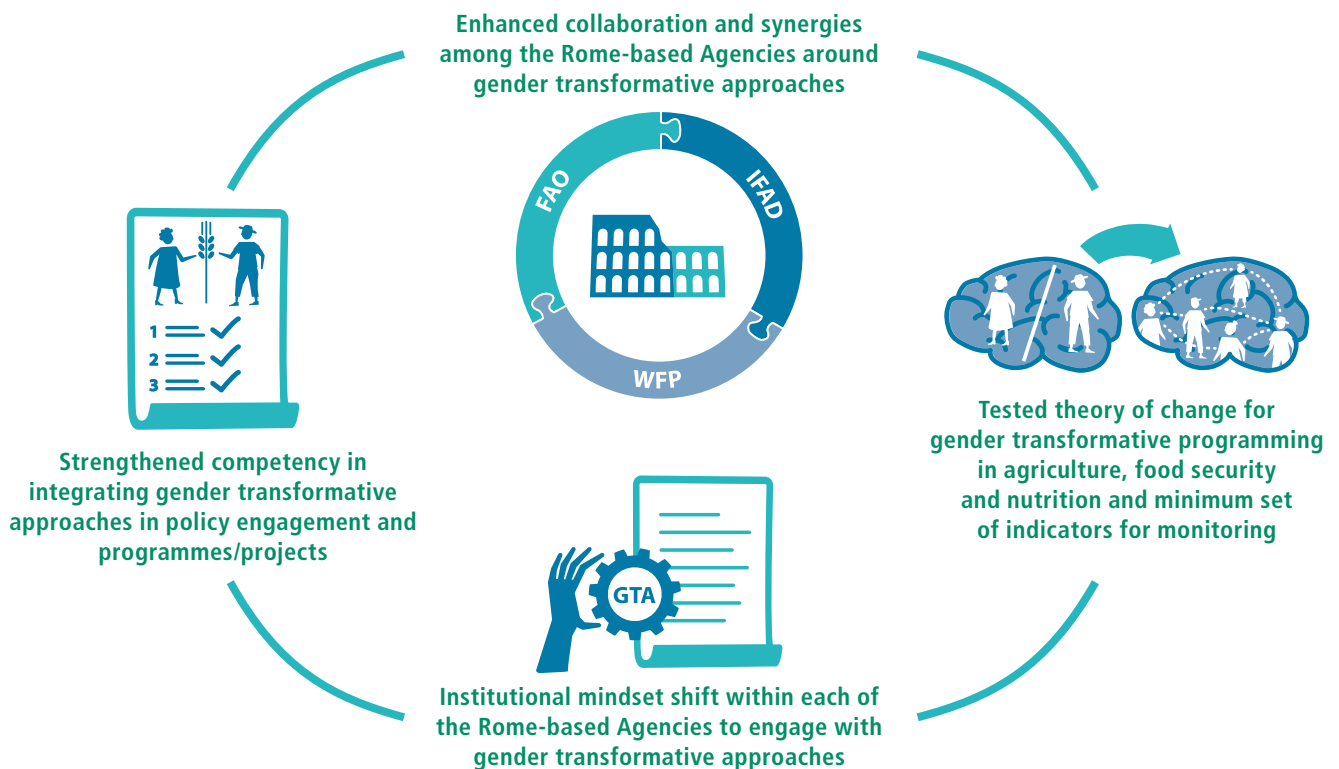 Enhanced collaboration and synergies
among the Rome-based Agencies around
gender transformative approaches
FAO
IFAD
WFP
1
2
3
Strengthened competency in
integrating gender transformative
approaches in policy engagement and
programmes/projects
Tested theory of change for
gender transformative programming
in agriculture, food security
and nutrition and minimum set
of indicators for monitoring
GTA
Institutional mindset shift within each of
the Rome-based Agencies to engage with
gender transformative approaches